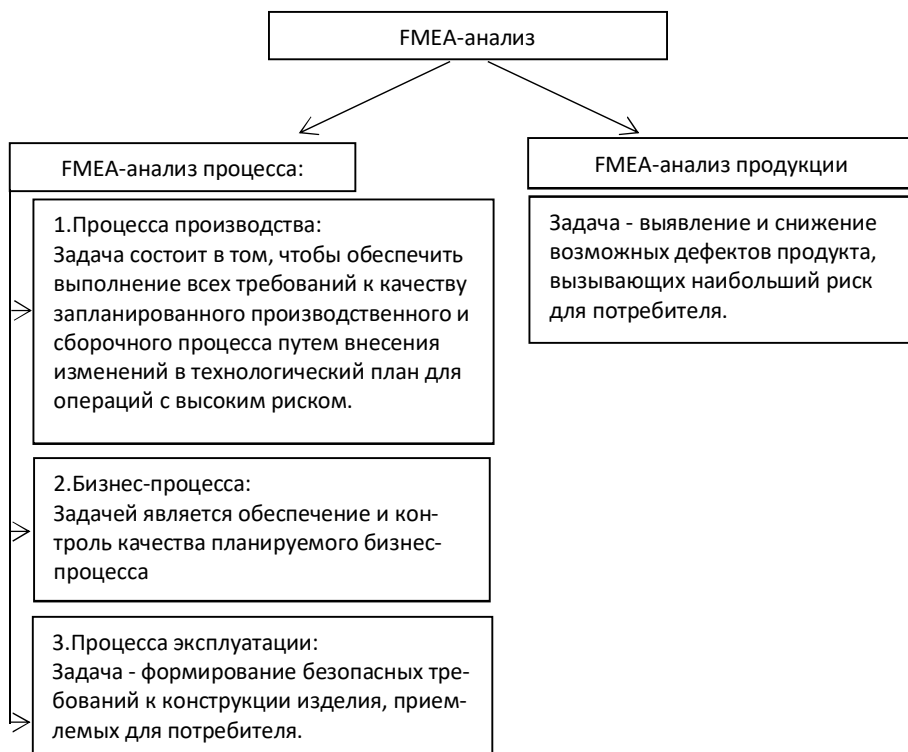 FMEA-анализ
FMEA-анализ процесса:
1.Процесса производства:
Задача состоит в том, чтобы обеспечить
выполнение всех требований к качеству
запланированного производственного и
сборочного процесса путем внесения
изменений в технологический план для
операций с высоким риском.
2.Бизнес-процесса:
Задачей является обеспечение и кон-
троль качества планируемого бизнес-
процесса
3.Процесса эксплуатации:
Задача - формирование безопасных тре-
бований к конструкции изделия, прием-
лемых для потребителя.
FMEA-анализ продукции
Задача - выявление и снижение
возможных дефектов продукта,
вызывающих наибольший риск
для потребителя.